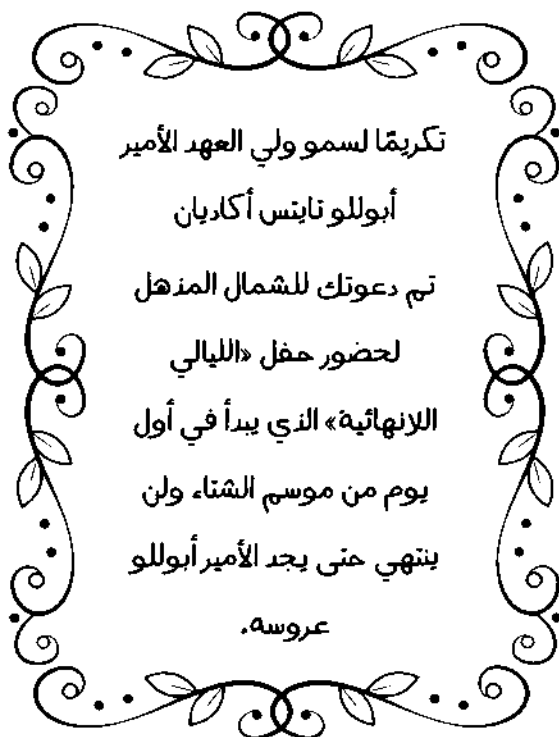 تكريمًا لسمو ولي العهد الأمير
أبوللو نايتس أكاديان
تم دعوتك للشمال المذهل
لحضور حفل «الليالي
اللانهائية» الذي يبدأ في أول
يوم من موسم الشتاء ولن
ينتهي حتى يجد الأمير أبوللو
عروسه.